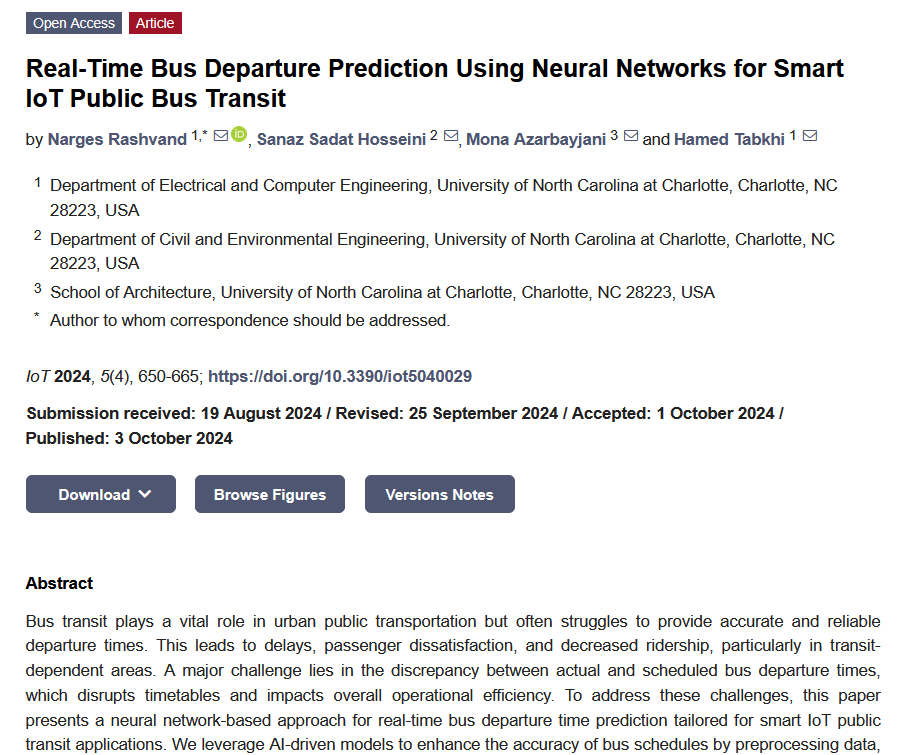 Open Access Article
Real-Time Bus Departure Prediction Using Neural Networks for Smart
IoT Public Bus Transit
by Narges Rashvand 1,* iD, Sanaz Sadat Hosseini 2, Mona Azarbayjani 3 and Hamed Tabkhi 1
1 Department of Electrical and Computer Engineering, University of North Carolina at Charlotte, Charlotte, NC
28223, USA
2 Department of Civil and Environmental Engineering, University of North Carolina at Charlotte, Charlotte, NC
28223, USA
3 School of Architecture, University of North Carolina at Charlotte, Charlotte, NC 28223, USA
* Author to whom correspondence should be addressed.
IoT 2024, 5(4), 650-665; https://doi.org/10.3390/iot5040029
Submission received: 19 August 2024 / Revised: 25 September 2024 / Accepted: 1 October 2024 /
Published: 3 October 2024
Download Browse Figures Versions Notes
Abstract
Bus transit plays a vital role in urban public transportation but often struggles to provide accurate and reliable
departure times. This leads to delays, passenger dissatisfaction, and decreased ridership, particularly in transit-
dependent areas. A major challenge lies in the discrepancy between actual and scheduled bus departure times,
which disrupts timetables and impacts overall operational efficiency. To address these challenges, this paper
presents a neural network-based approach for real-time bus departure time prediction tailored for smart IoT public
transit applications. We leverage AI-driven models to enhance the accuracy of bus schedules by preprocessing data,